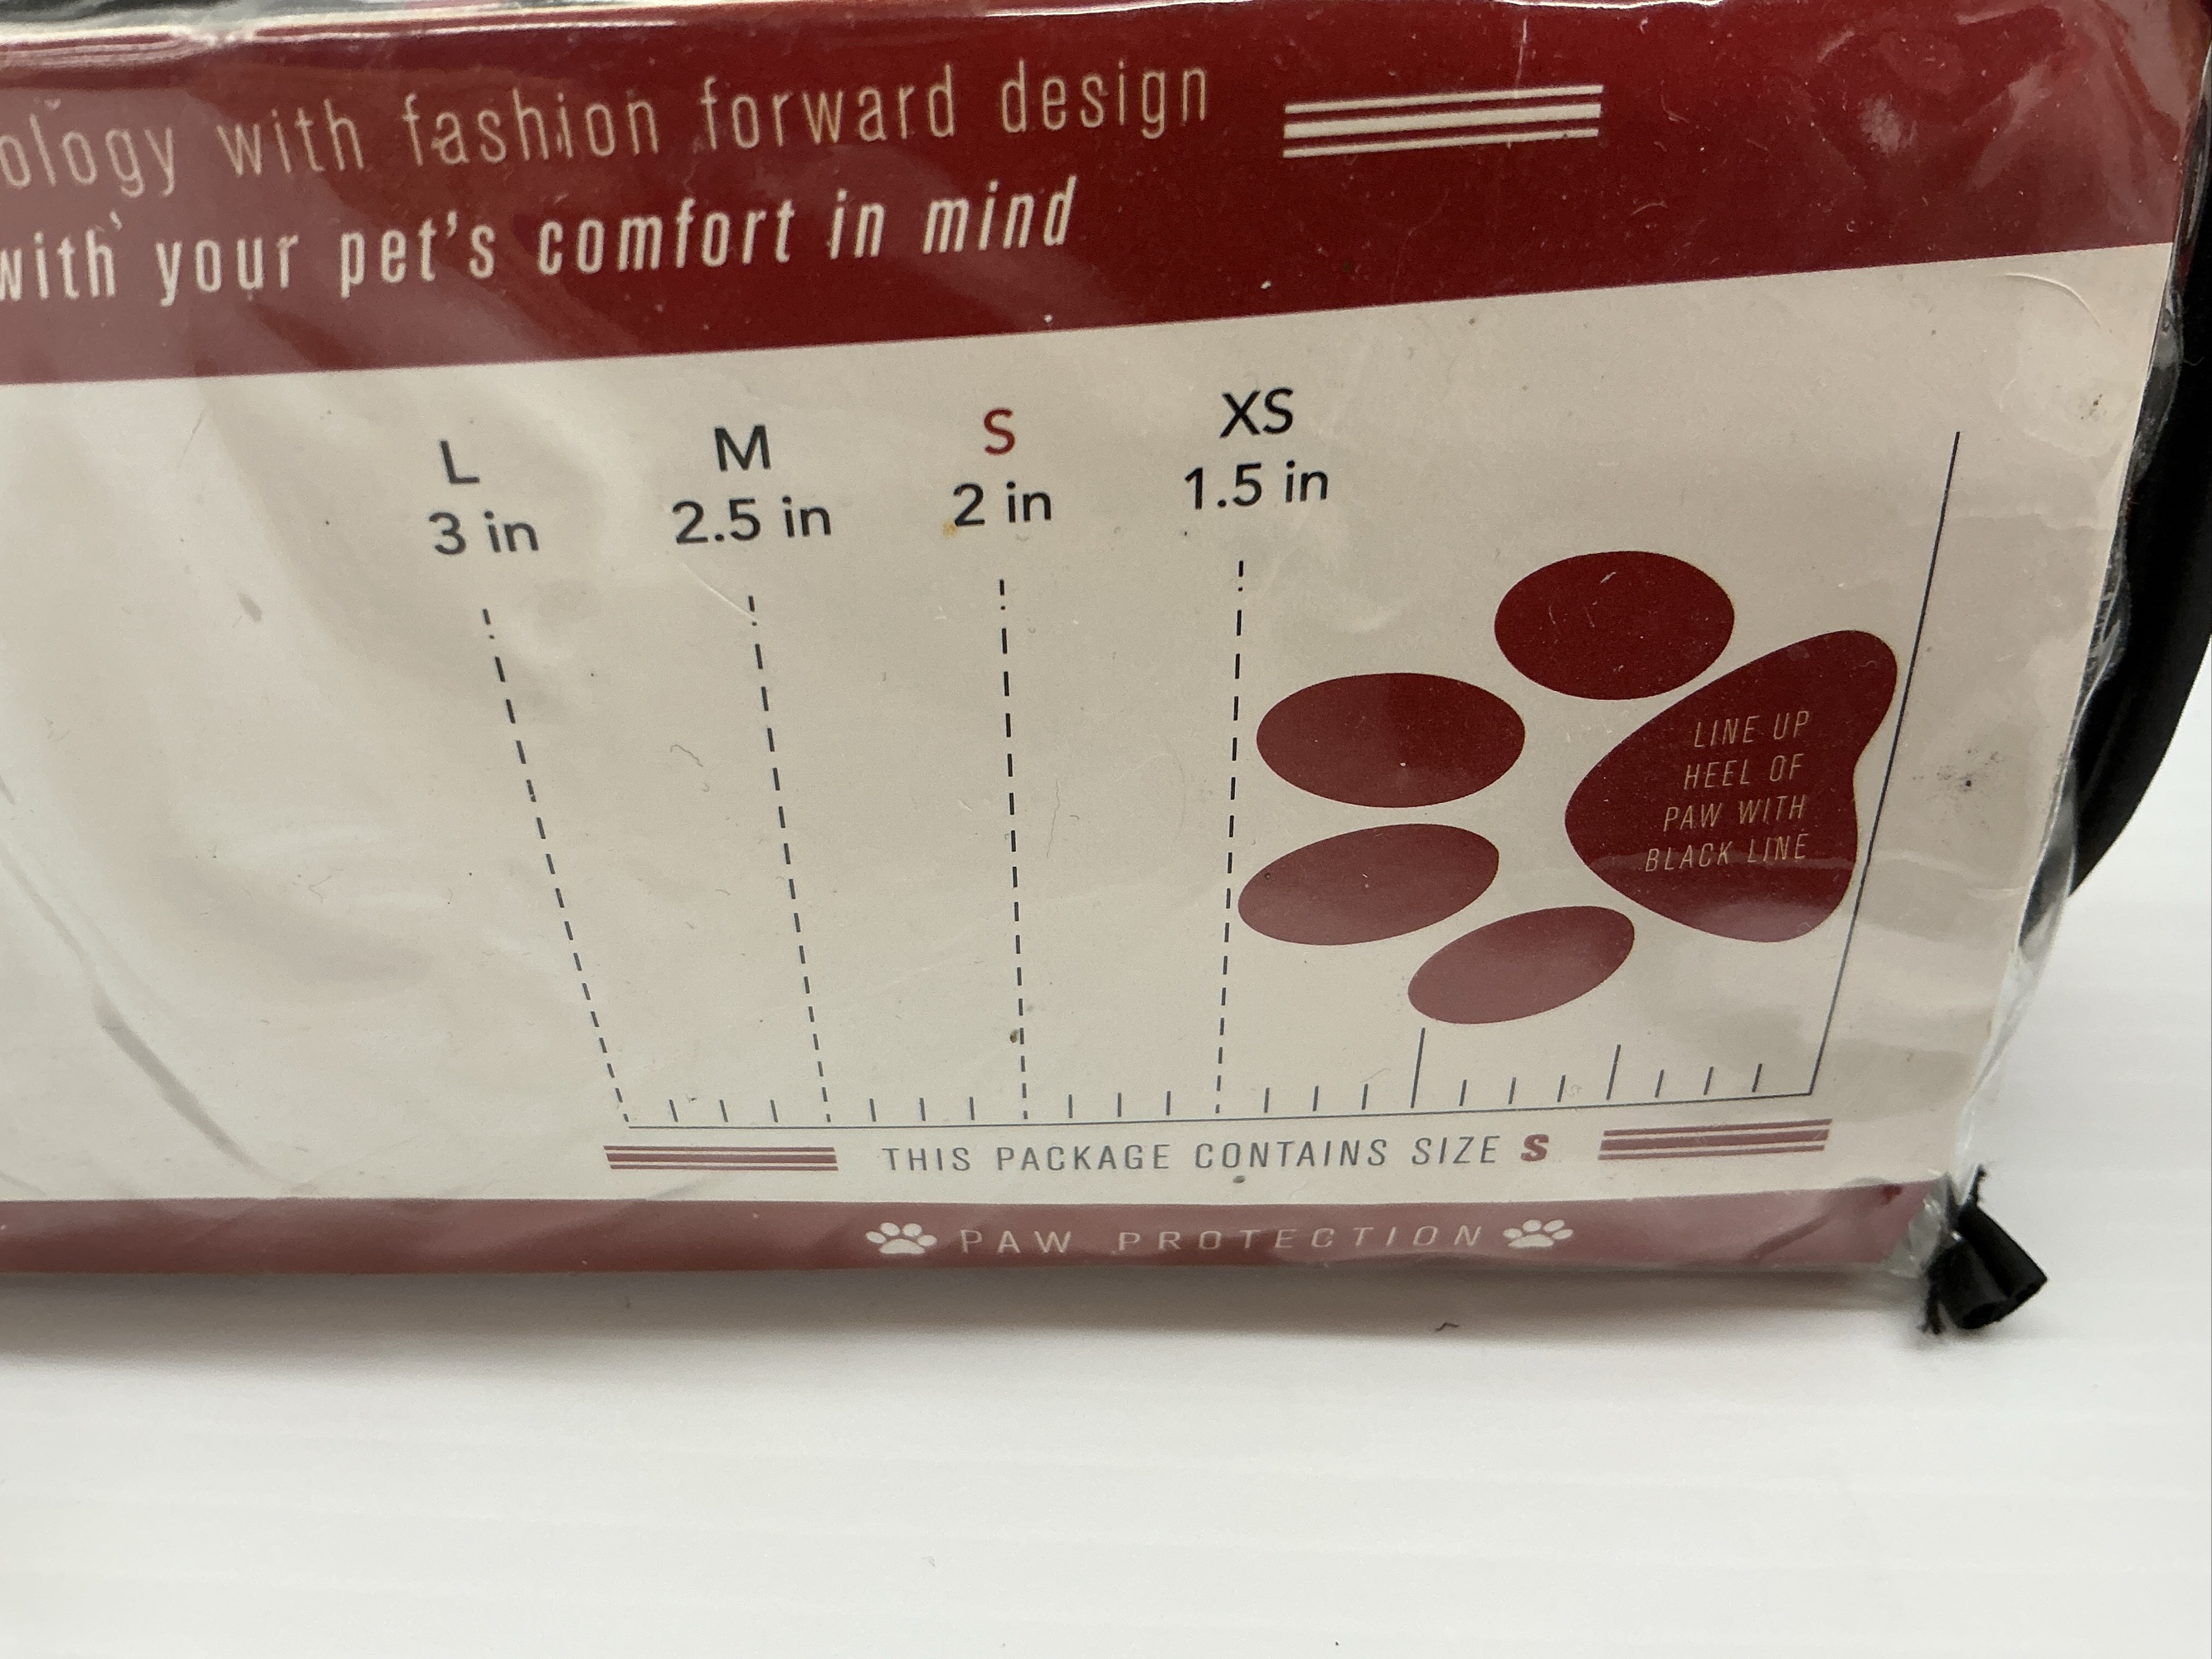 ology with fashion forward design
with your pet's comfort in mind
L M S XS
3 in 2.5 in 2 in 1.5 in
LINE UP
HEEL OF
PAW WITH
BLACK LINE
THIS PACKAGE CONTAINS SIZE S
PAW PROTECTION